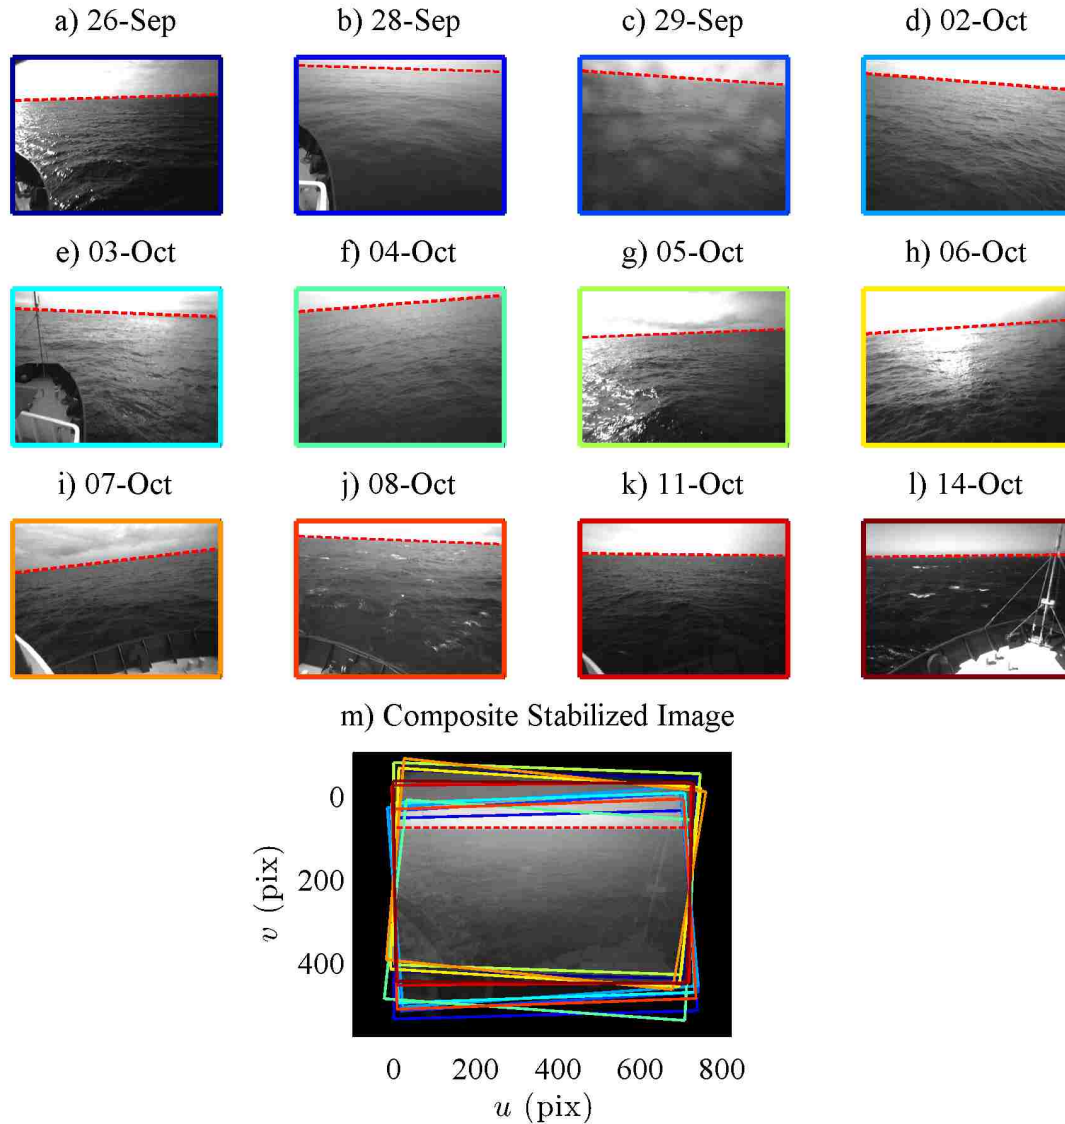 a) 26-Sep b) 28-Sep c) 29-Sep d) 02-Oct
e) 03-Oct f) 04-Oct g) 05-Oct h) 06-Oct
i) 07-Oct j) 08-Oct k) 11-Oct l) 14-Oct
m) Composite Stabilized Image
0
200
400
v (pix)
0 200 400 600 800
u (pix)